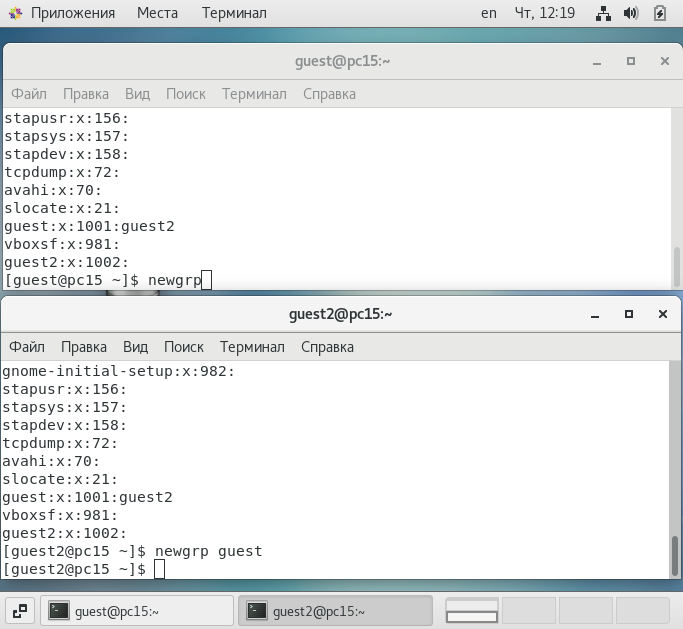 Приложения Места Терминал en Чт, 12:19
guest@pc15:~
Файл Правка Вид Поиск Терминал Справка
stapusr:x:156:
stapsys:x:157:
stapdev:x:158:
tcpdump:x:72:
avahi:x:70:
slocate:x:21:
guest:x:1001:guest2
vboxsf:x:981:
guest2:x:1002:
[guest@pc15 ~]$ newgrp
guest2@pc15:~
Файл Правка Вид Поиск Терминал Справка
gnome-initial-setup:x:982:
stapusr:x:156:
stapsys:x:157:
stapdev:x:158:
tcpdump:x:72:
avahi:x:70:
slocate:x:21:
guest:x:1001:guest2
vboxsf:x:981:
guest2:x:1002:
[guest2@pc15 ~]$ newgrp guest
[guest2@pc15 ~]$
guest@pc15:~ guest2@pc15:~